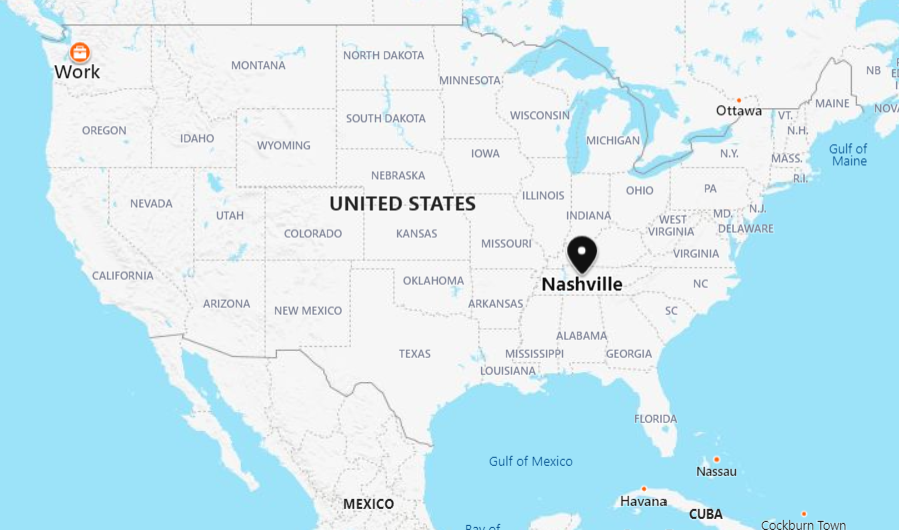 NORTH DAKOTA
MONTANA
Work
MINNESOTA
NB
MAINE
Ottawa
WISCONSIN
SOUTH DAKOTA
VT.
N.H.
OREGON
IDAHO
MICHIGAN
WYOMING
IOWA
N.Y.
MASS.
Gulf of
Maine
R.I.
NEBRASKA
UNITED STATES
NEVADA
UTAH
ILLINOIS
OHIO
PA
INDIANA
N.J.
MD.
DELAWARE
WEST
VIRGINIA
COLORADO
KANSAS
MISSOURI
VIRGINIA
CALIFORNIA
OKLAHOMA
Nashville
NC
ARIZONA
NEW MEXICO
ARKANSAS
SC
ALABAMA
TEXAS
MISSISSIPPI
GEORGIA
LOUISIANA
FLORIDA
Gulf of Mexico
Nassau
MEXICO
Havana
CUBA
Cockburn Town
Bay of